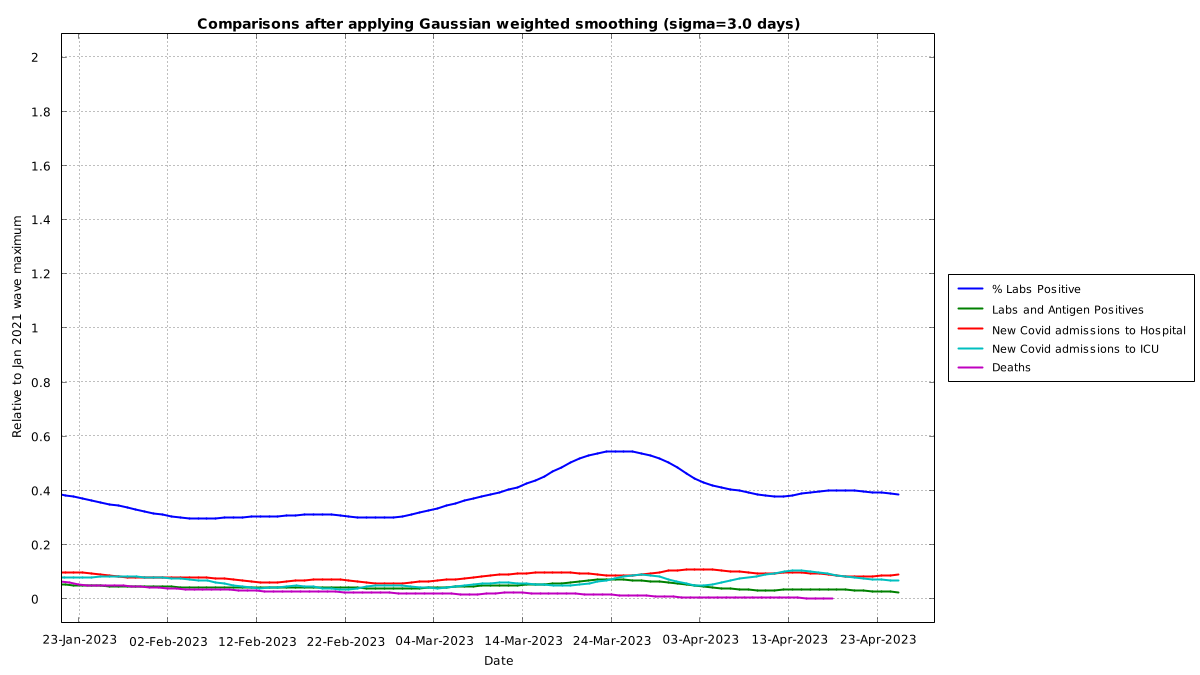 Comparisons after applying Gaussian weighted smoothing (sigma=3.0 days)
2
1.8
1.6
1.4
1.2
1
0.8
0.6
0.4
0.2
0
Relative to Jan 2021 wave maximum
23-Jan-2023 02-Feb-2023 12-Feb-2023 22-Feb-2023 04-Mar-2023 14-Mar-2023 24-Mar-2023 03-Apr-2023 13-Apr-2023 23-Apr-2023
Date
% Labs Positive
Labs and Antigen Positives
New Covid admissions to Hospital
New Covid admissions to ICU
Deaths